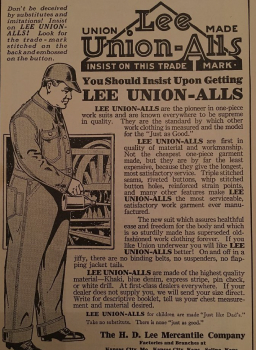 Don't be deceived
by substitutes and
imitations! Insist
on LEE UNION-
ALLS! Look for
the trade-mark
stitched on the
back and embossed
on the button.
Lee
UNION MADE
Union-Alls
INSIST ON THIS TRADE MARK.
You Should Insist Upon Getting
LEE UNION-ALLS
LEE UNION-ALLS are the pioneer in one-piece
work suits and are known everywhere to be supreme
in quality. They are the standard by which other
work clothing is measured and the model
for the "Just as Good."
LEE UNION-ALLS are first in
quality of material and workmanship.
Not the cheapest one-piece garment
made, but they are by far the least
expensive, because they give the longest,
most satisfactory service. Triple stitched
seams, riveted buttons, whip stitched
button holes, reinforced strain points,
and many other features make LEE
UNION-ALLS the most serviceable,
satisfactory work garment ever manu-
factured.
The new suit which assures healthful
ease and freedom for the body and which
is so sturdily made has superseded old-
fashioned work clothing forever. If you
like Union underwear you will like LEE
UNION-ALLS better! On and off in a
jiffy, there are no binding belts, no suspenders, no flap-
ping jacket tails.
LEE UNION-ALLS are made of the highest quality
material—Khaki, blue denim, express stripe, pin check,
or white drill. At first-class dealers everywhere. If your
dealer does not supply you, we will send your size direct.
Write for descriptive booklet, tell us your chest measure-
ment and material desired.
LEE UNION-ALLS for children are made "Just like Dad's."
Take no substitutes. There is none "just as good."
The H. D. Lee Mercantile Company
Factories and Branches at